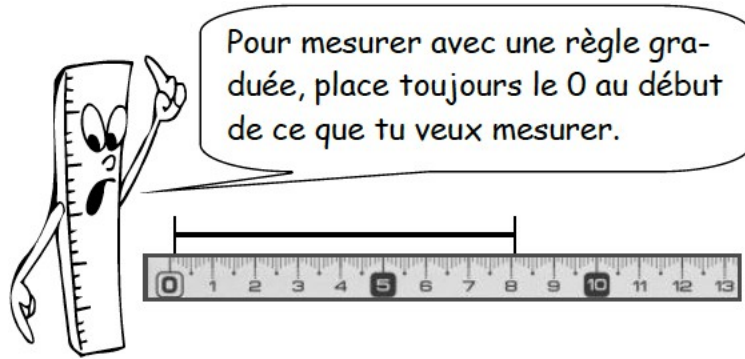 Pour mesurer avec une règle gra-
duée, place toujours le 0 au début
de ce que tu veux mesurer.
0 1 2 3 4 5 6 7 8 9 10 11 12 13